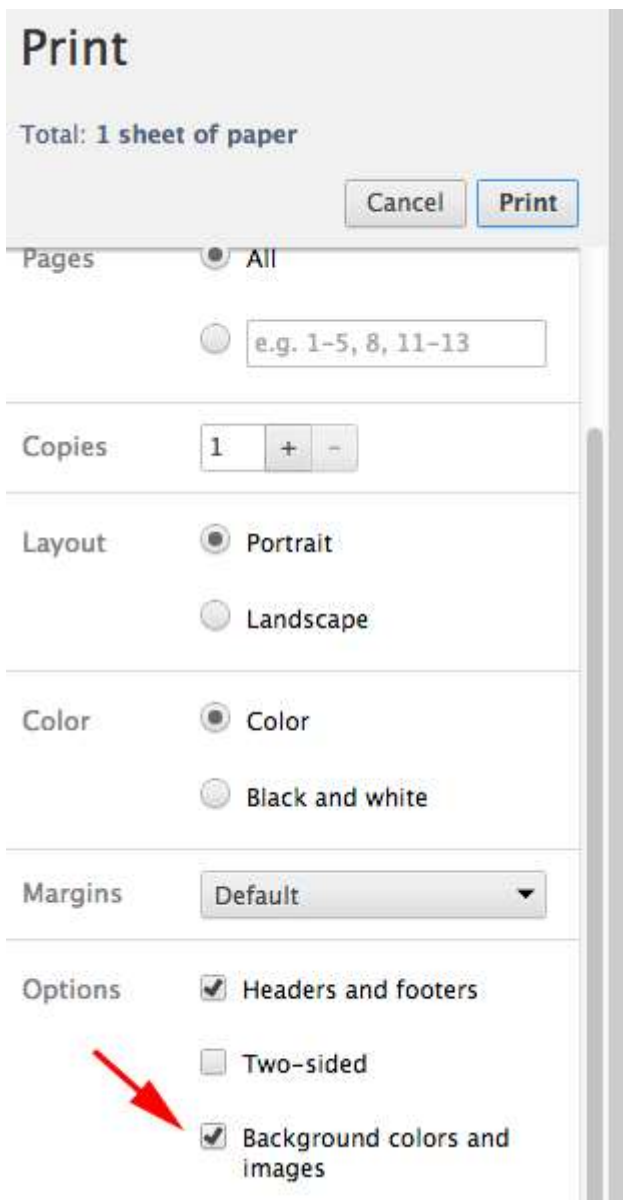 Print
Total: 1 sheet of paper
Cancel Print
Pages All
e.g. 1-5, 8, 11-13
Copies 1 + -
Layout Portrait
Landscape
Color Color
Black and white
Margins Default
Options Headers and footers
Two-sided
Background colors and
images